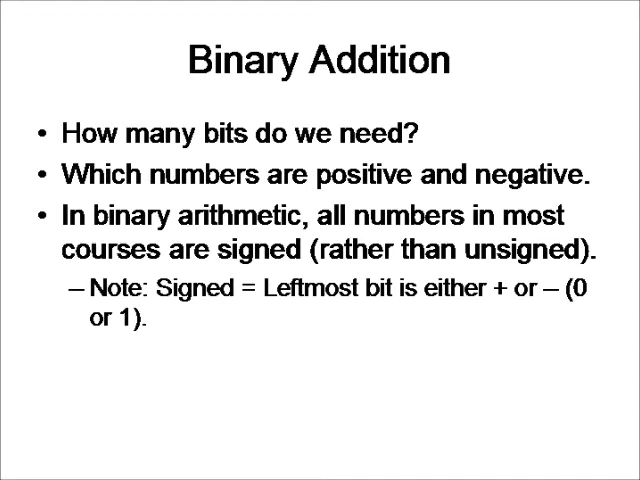 Binary Addition
• How many bits do we need?
• Which numbers are positive and negative.
• In binary arithmetic, all numbers in most
courses are signed (rather than unsigned).
– Note: Signed = Leftmost bit is either + or – (0
or 1).